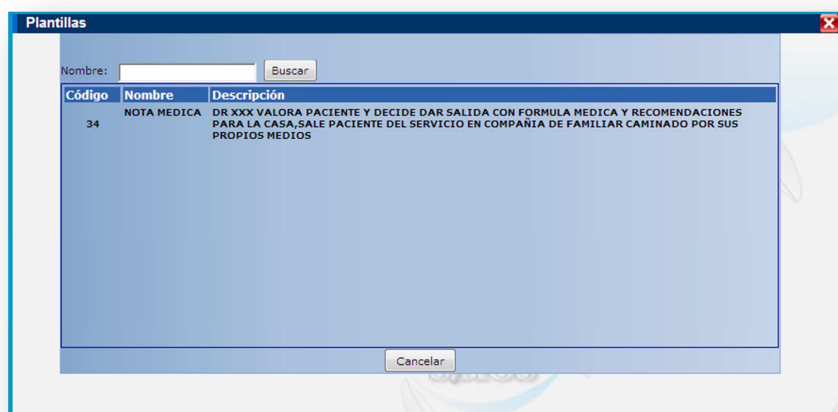 Plantillas
Nombre: Buscar
Código Nombre Descripción
34 NOTA MEDICA DR XXX VALORA PACIENTE Y DECIDE DAR SALIDA CON FORMULA MEDICA Y RECOMENDACIONES
PARA LA CASA,SALE PACIENTE DEL SERVICIO EN COMPAÑIA DE FAMILIAR CAMINADO POR SUS
PROPIOS MEDIOS
Cancelar